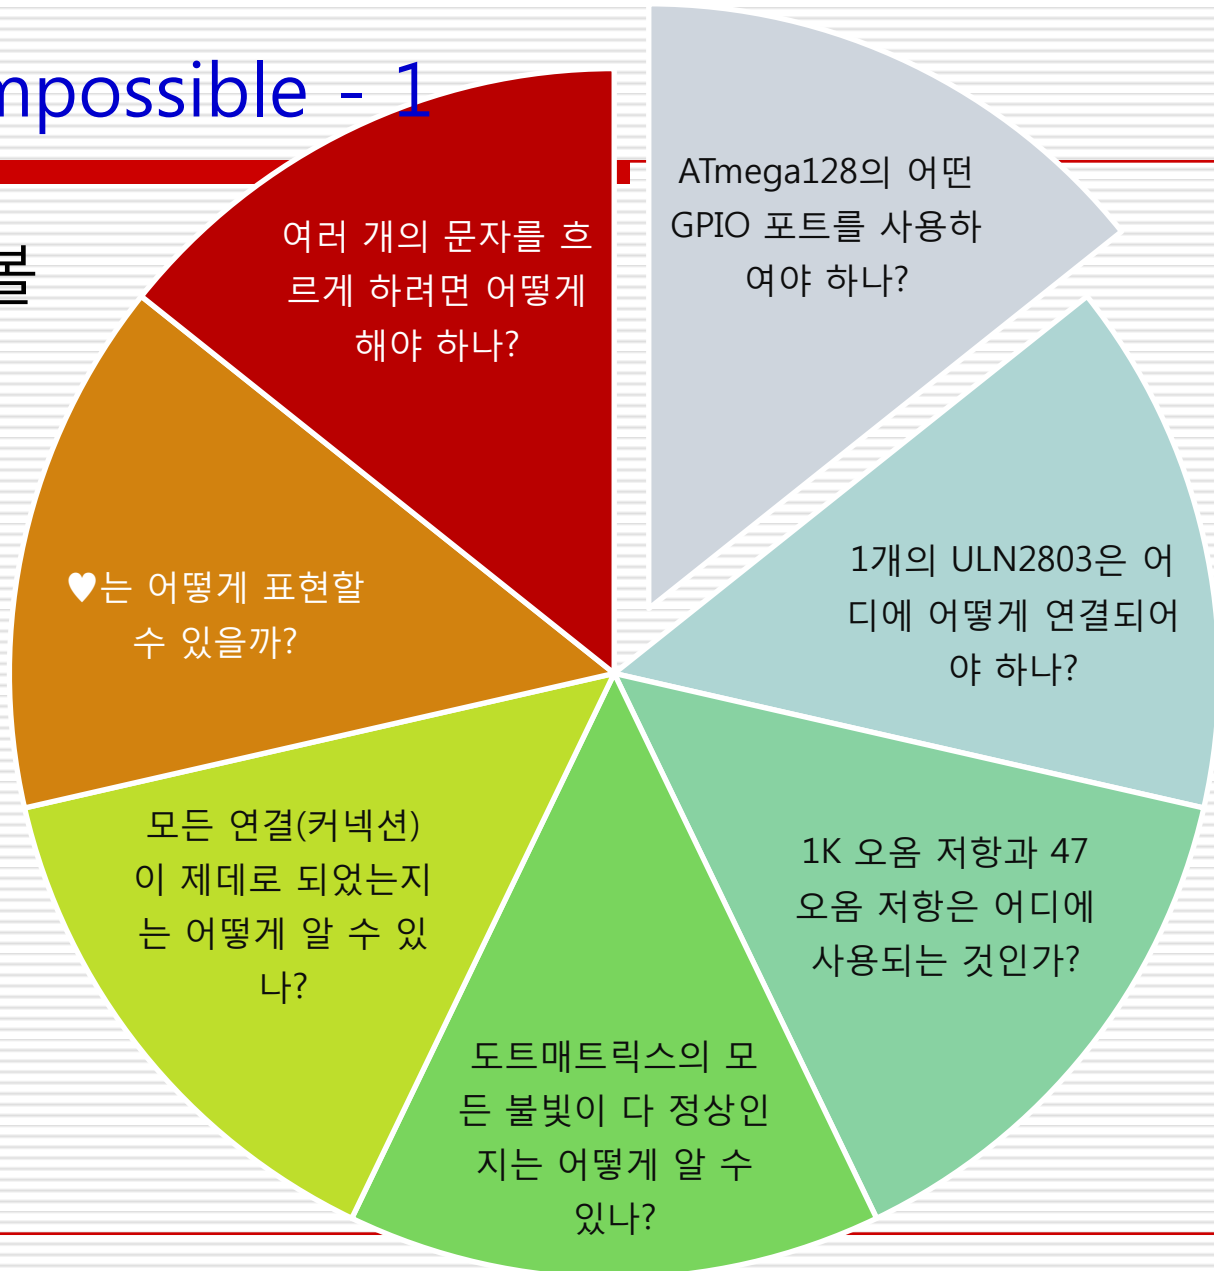 mpossible - 1
볼
ATmega128의 어떤
GPIO 포트를 사용하
여야 하나?
1개의 ULN2803은 어
디에 어떻게 연결되어
야 하나?
1K 오옴 저항과 47
오옴 저항은 어디에
사용되는 것인가?
도트매트릭스의 모
든 불빛이 다 정상인
지는 어떻게 알 수
있나?
모든 연결(커넥션)
이 제데로 되었는지
는 어떻게 알 수 있
나?
♥는 어떻게 표현할
수 있을까?
여러 개의 문자를 흐
르게 하려면 어떻게
해야 하나?